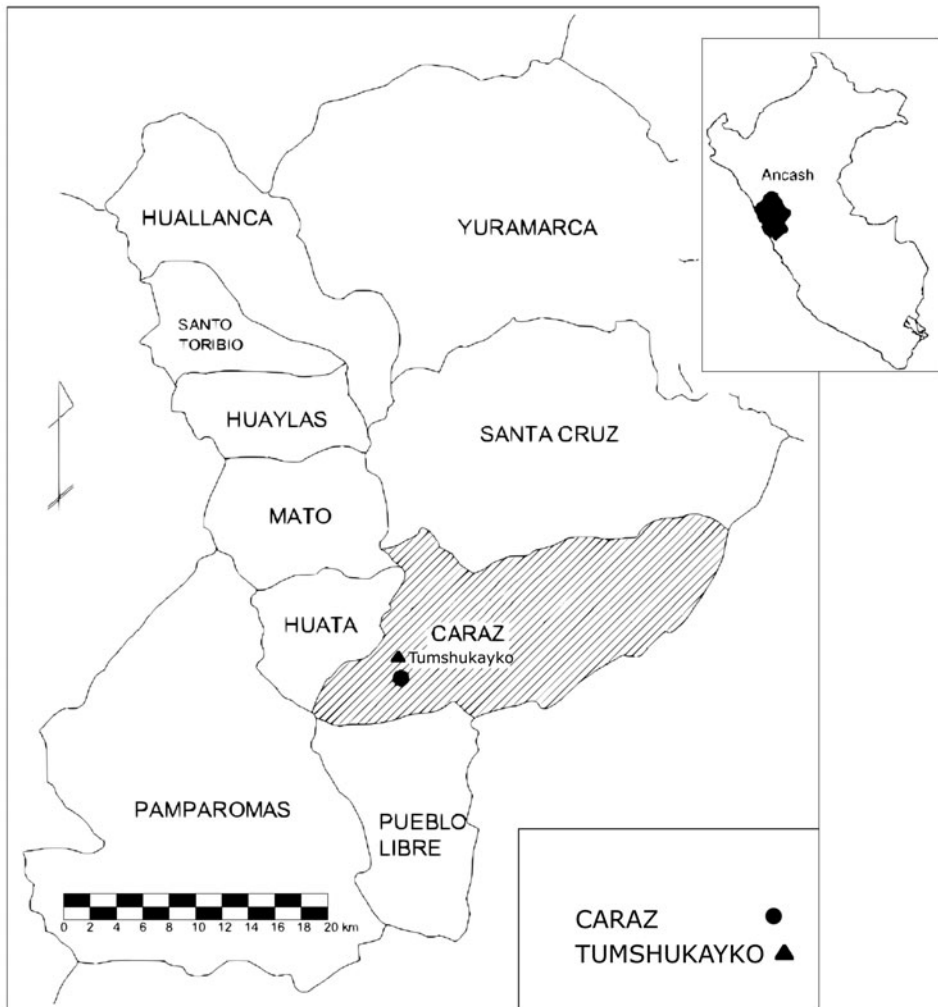 Ancash
HUALLANCA
YURAMARCA
SANTO
TORIBIO
HUAYLAS
SANTA CRUZ
MATO
HUATA
CARAZ
Tumshukayko
PAMPAROMAS
PUEBLO
LIBRE
0 2 4 6 8 10 12 14 16 18 20 km
CARAZ
TUMSHUKAYKO